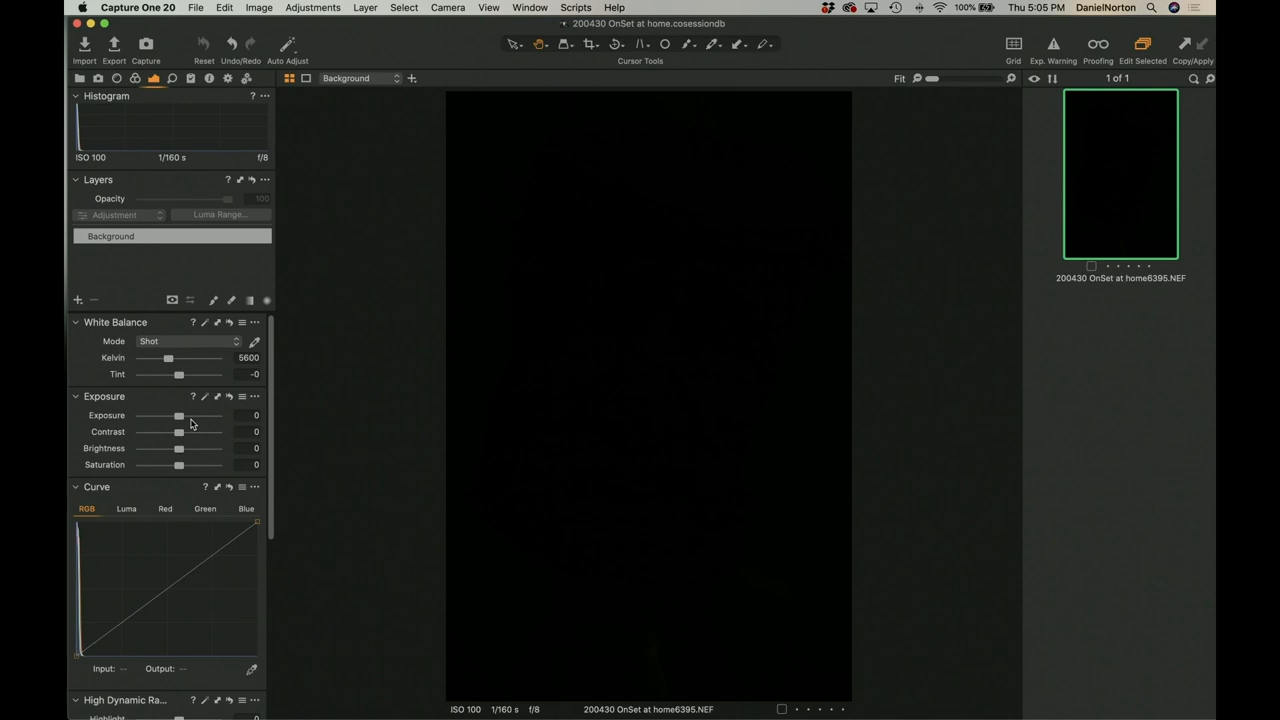 Capture One 20 File Edit Image Adjustments Layer Select Camera View Window Scripts Help 100% Thu 5:05 PM DanielNorton
200430 OnSet at home.cosessiondb
Import Export Capture Reset Undo/Redo Auto Adjust Cursor Tools Grid Exp. Warning Proofing Edit Selected Copy/Apply
Background Fit 1 of 1
Histogram ? ...
ISO 100 1/160 s f/8
Layers ? ...
Opacity 100
Adjustment Luma Range...
Background
200430 OnSet at home6395.NEF
White Balance ? ...
Mode Shot
Kelvin 5600
Tint -0
Exposure ? ...
Exposure 0
Contrast 0
Brightness 0
Saturation 0
Curve ? ...
RGB Luma Red Green Blue
Input: -- Output: --
High Dynamic Ra... ? ...
Highlight 0
ISO 100 1/160 s f/8 200430 OnSet at home6395.NEF